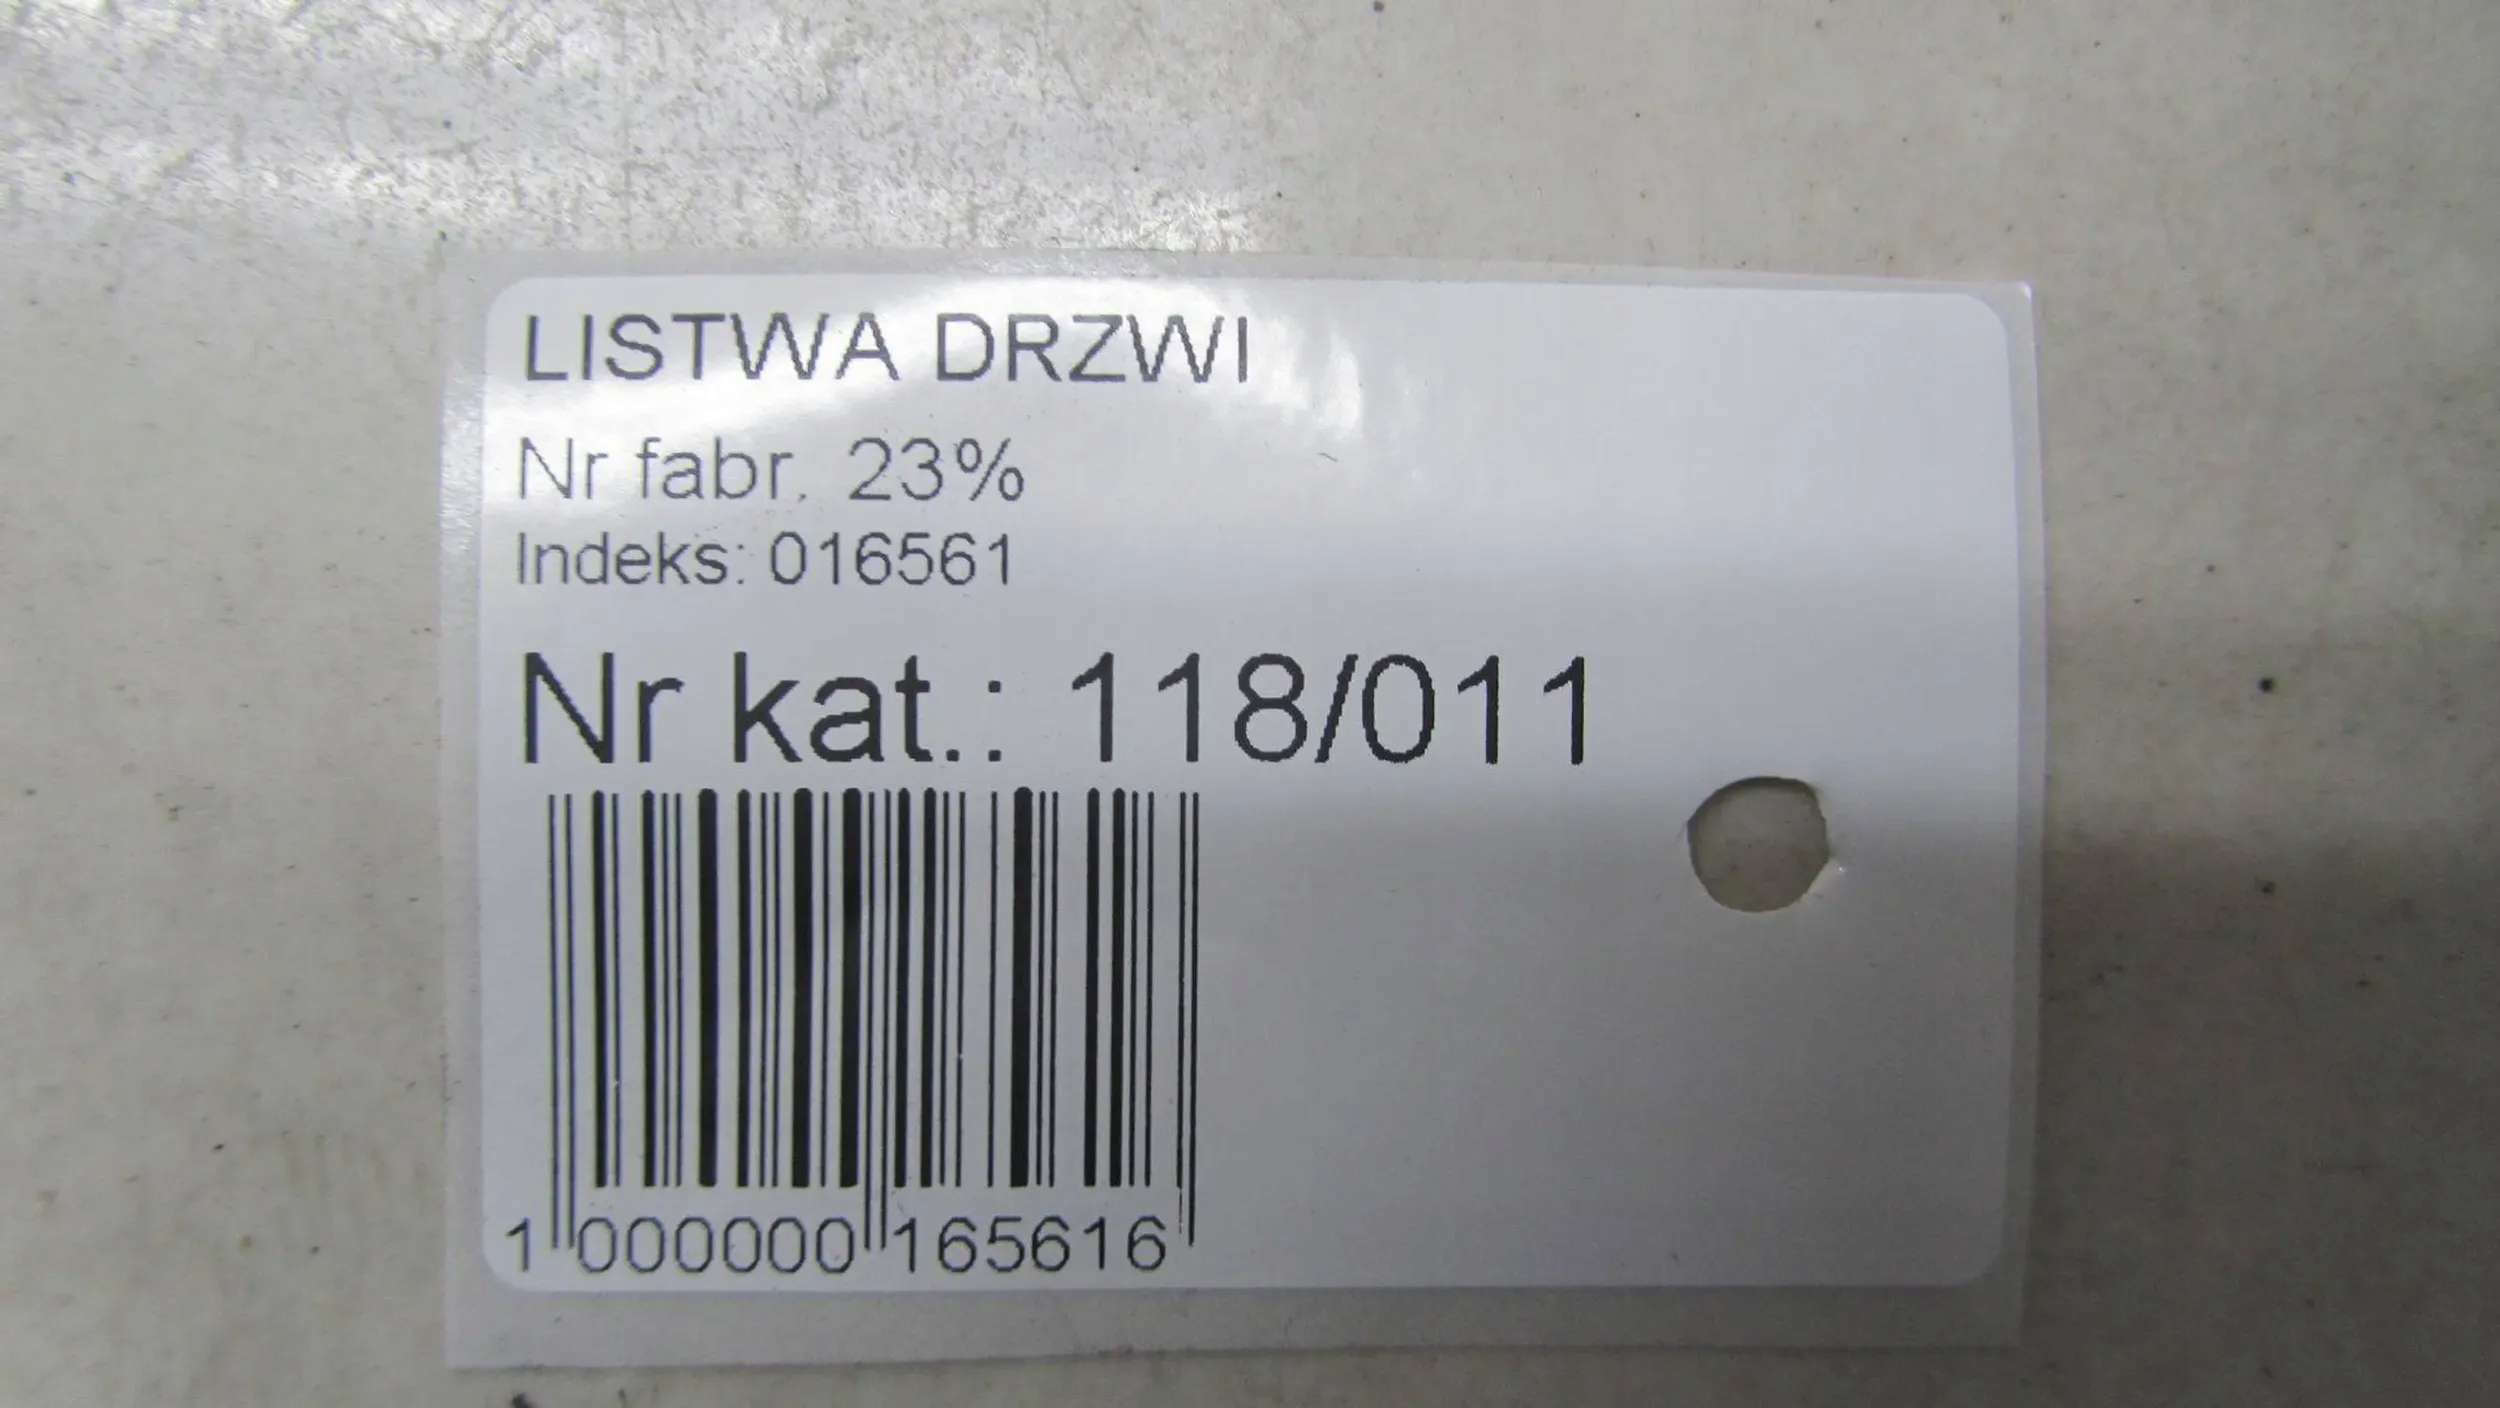 LISTWA DRZWI
Nr fabr. 23%
Indeks: 016561
Nr kat.: 118/011
1 000000 165616